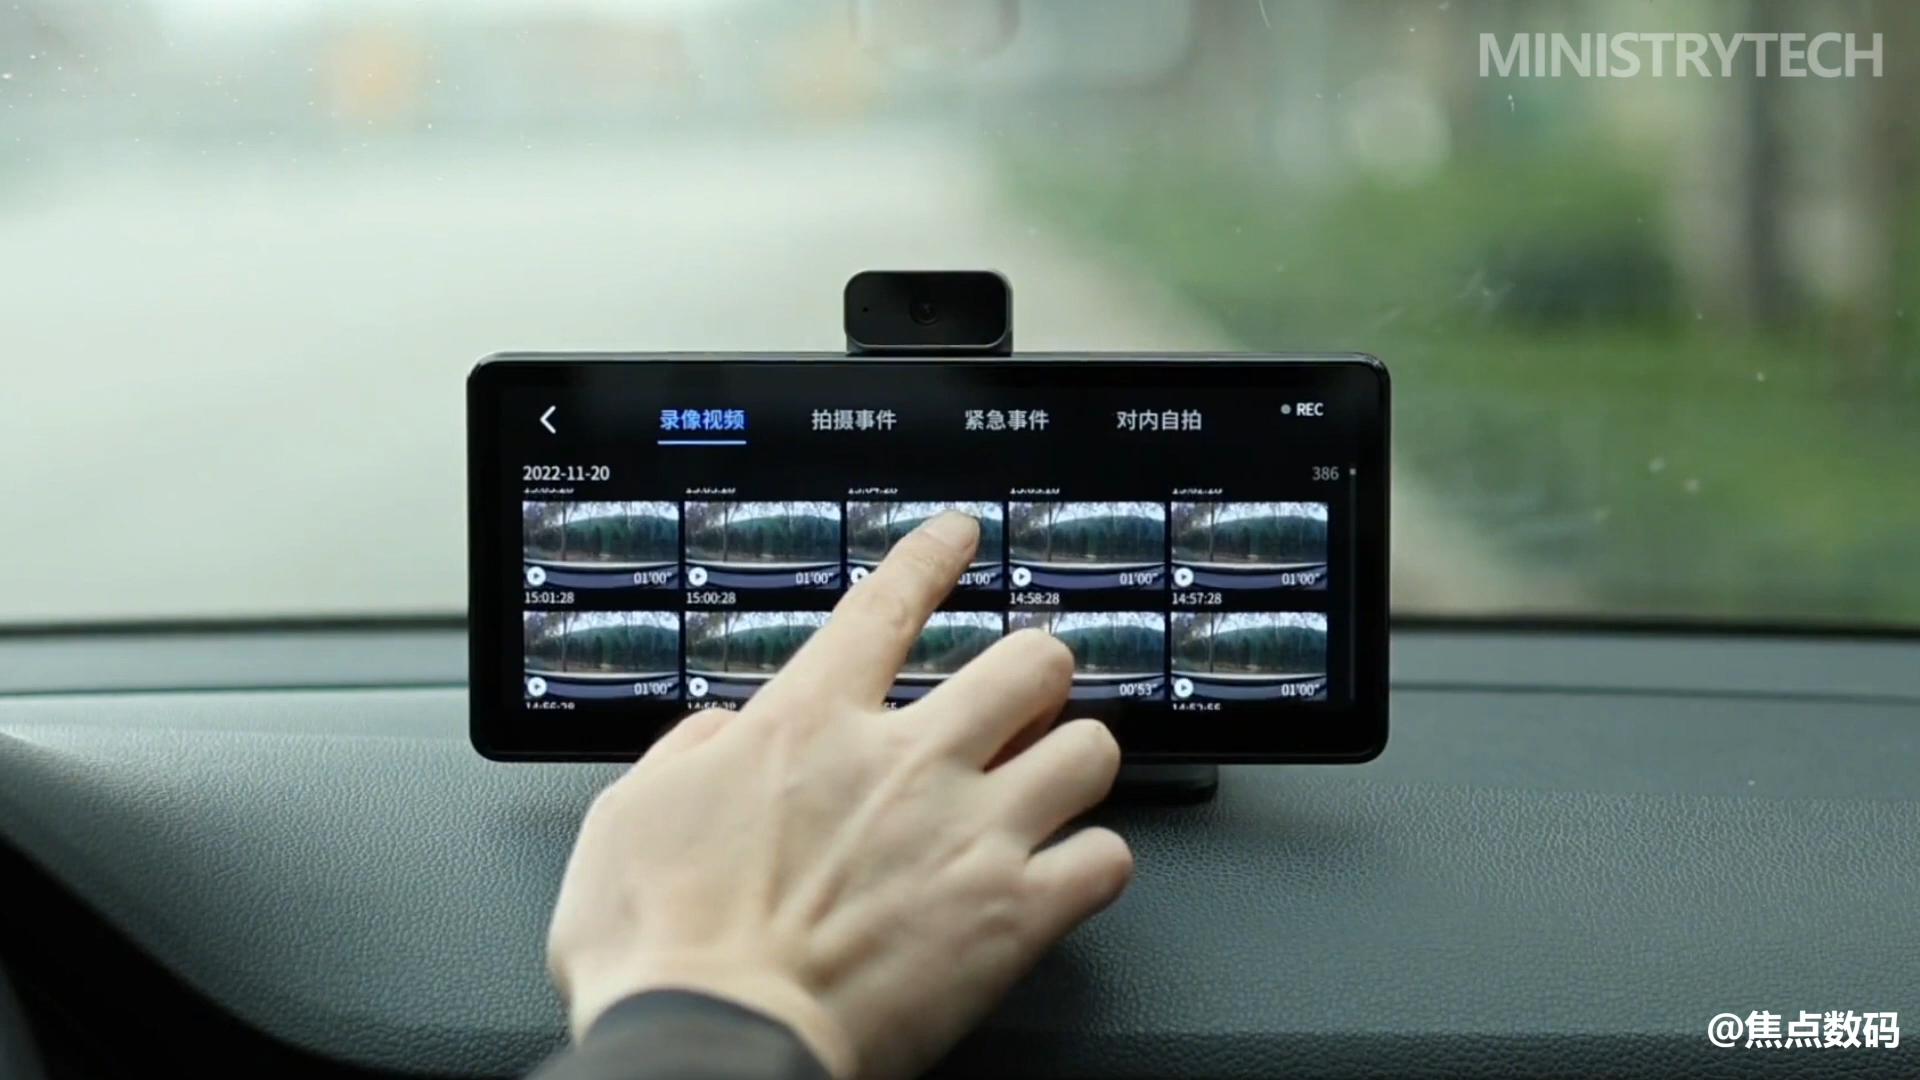 MINISTRYTECH
录像视频 拍摄事件 紧急事件 对内自拍 REC
2022-11-20 386
01'00" 01'00" 01'00" 01'00" 01'00"
15:01:28 15:00:28 14:58:28 14:57:28
01'00" 00'53" 01'00"
@焦点数码